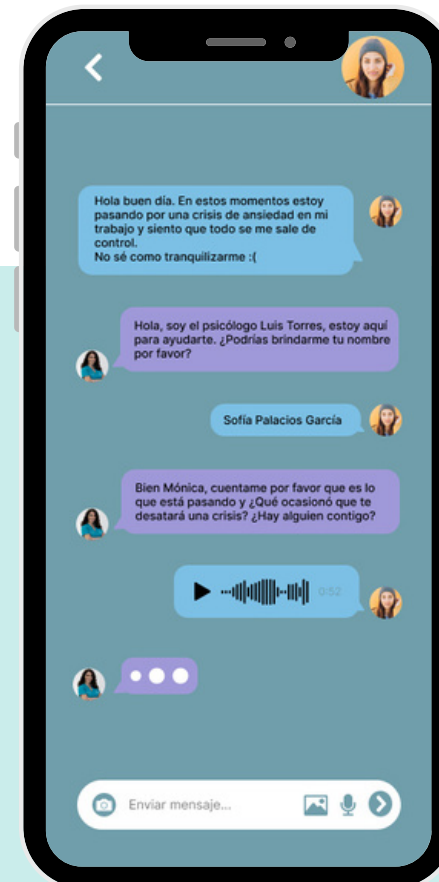 Hola buen día. En estos momentos estoy
pasando por una crisis de ansiedad en mi
trabajo y siento que todo se me sale de
control.
No sé como tranquilizarme :(
Hola, soy el psicólogo Luis Torres, estoy aquí
para ayudarte. ¿Podrías brindarme tu nombre
por favor?
Sofía Palacios García
Bien Mónica, cuentame por favor que es lo
que está pasando y ¿Qué ocasionó que te
desatará una crisis? ¿Hay alguien contigo?
0:52
Enviar mensaje...